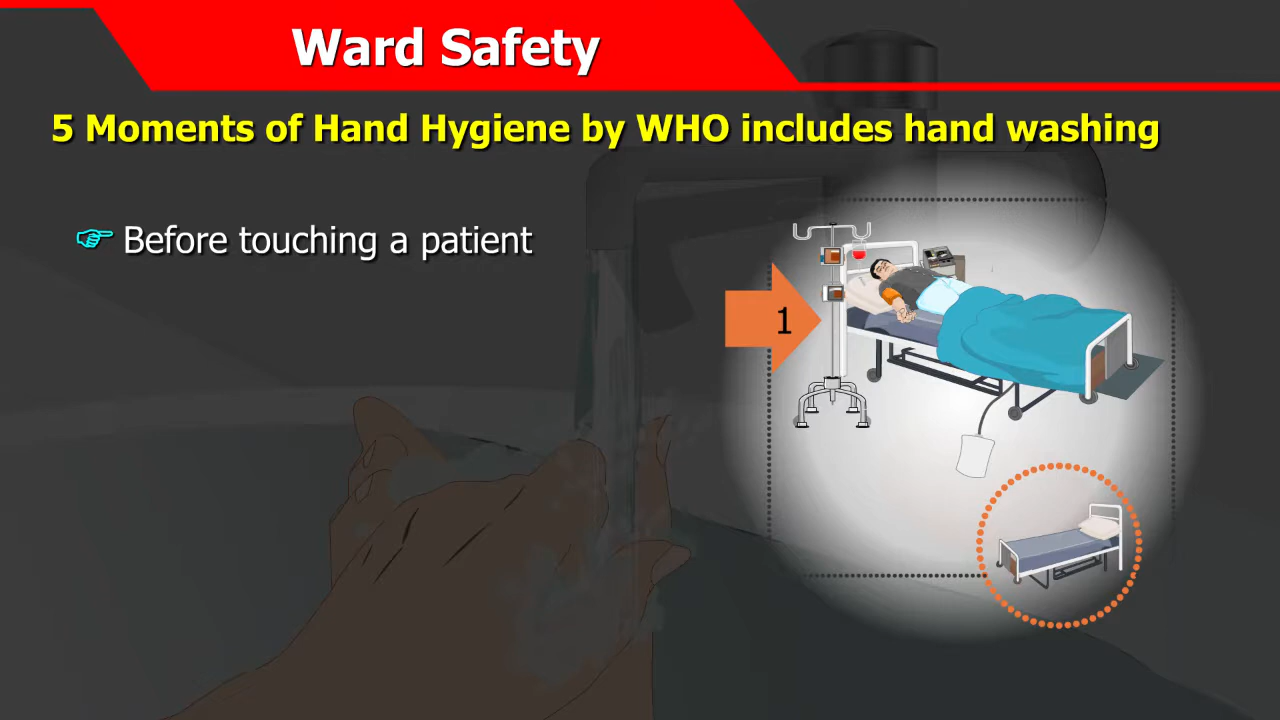 Ward Safety
5 Moments of Hand Hygiene by WHO includes hand washing
Before touching a patient
1